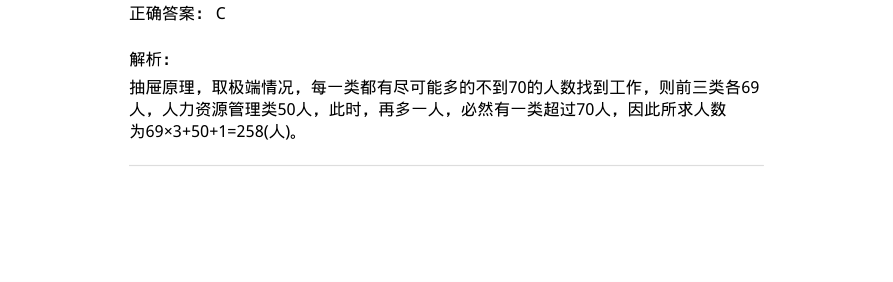 正确答案： C
解析：
抽屉原理，取极端情况，每一类都有尽可能多的不到70的人数找到工作，则前三类各69
人，人力资源管理类50人，此时，再多一人，必然有一类超过70人，因此所求人数
为69×3+50+1=258(人)。